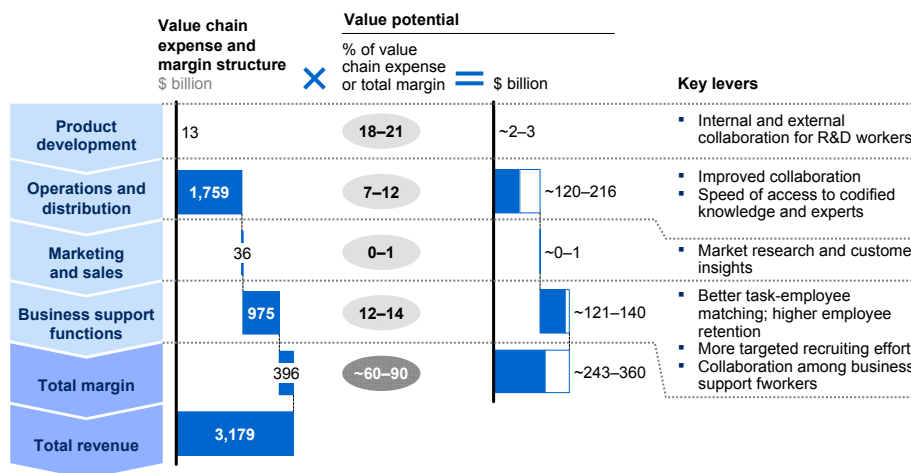 Value chain
expense and
margin structure
$ billion
Value potential
% of value
chain expense
or total margin
$ billion
Key levers
Product
development
13
18–21
~2–3
▪ Internal and external
collaboration for R&D workers
Operations and
distribution
1,759
7–12
~120–216
▪ Improved collaboration
▪ Speed of access to codified
knowledge and experts
Marketing
and sales
36
0–1
~0–1
▪ Market research and custome
insights
Business support
functions
975
12–14
~121–140
▪ Better task-employee
matching; higher employee
retention
▪ More targeted recruiting effort
▪ Collaboration among business
support fworkers
Total margin
396
~60–90
~243–360
Total revenue
3,179